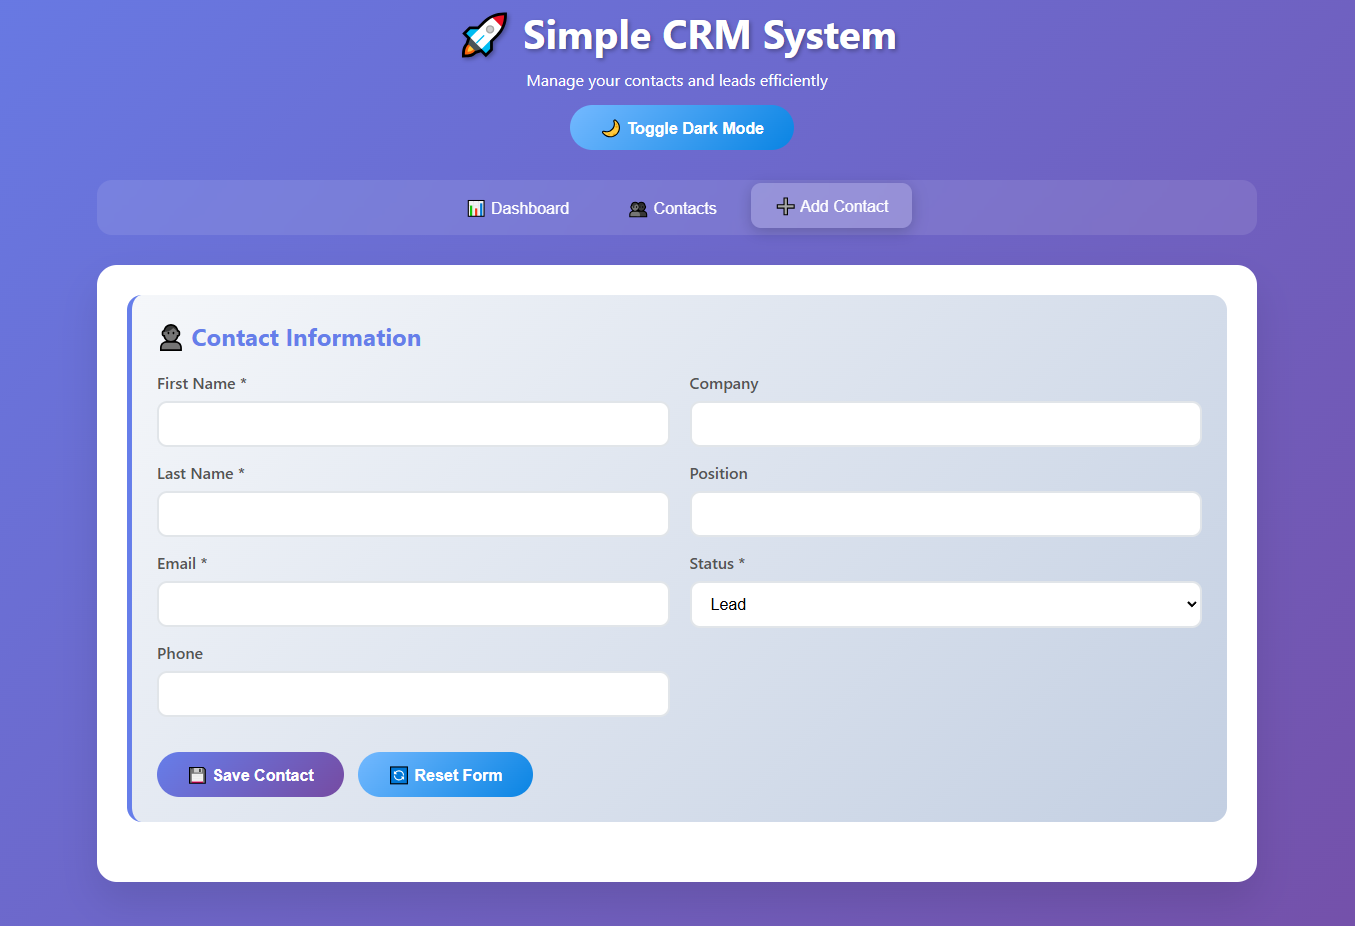 Simple CRM System
Manage your contacts and leads efficiently
Toggle Dark Mode
Dashboard Contacts Add Contact
Contact Information
First Name * Company
Last Name * Position
Email * Status *
Lead
Phone
Save Contact Reset Form